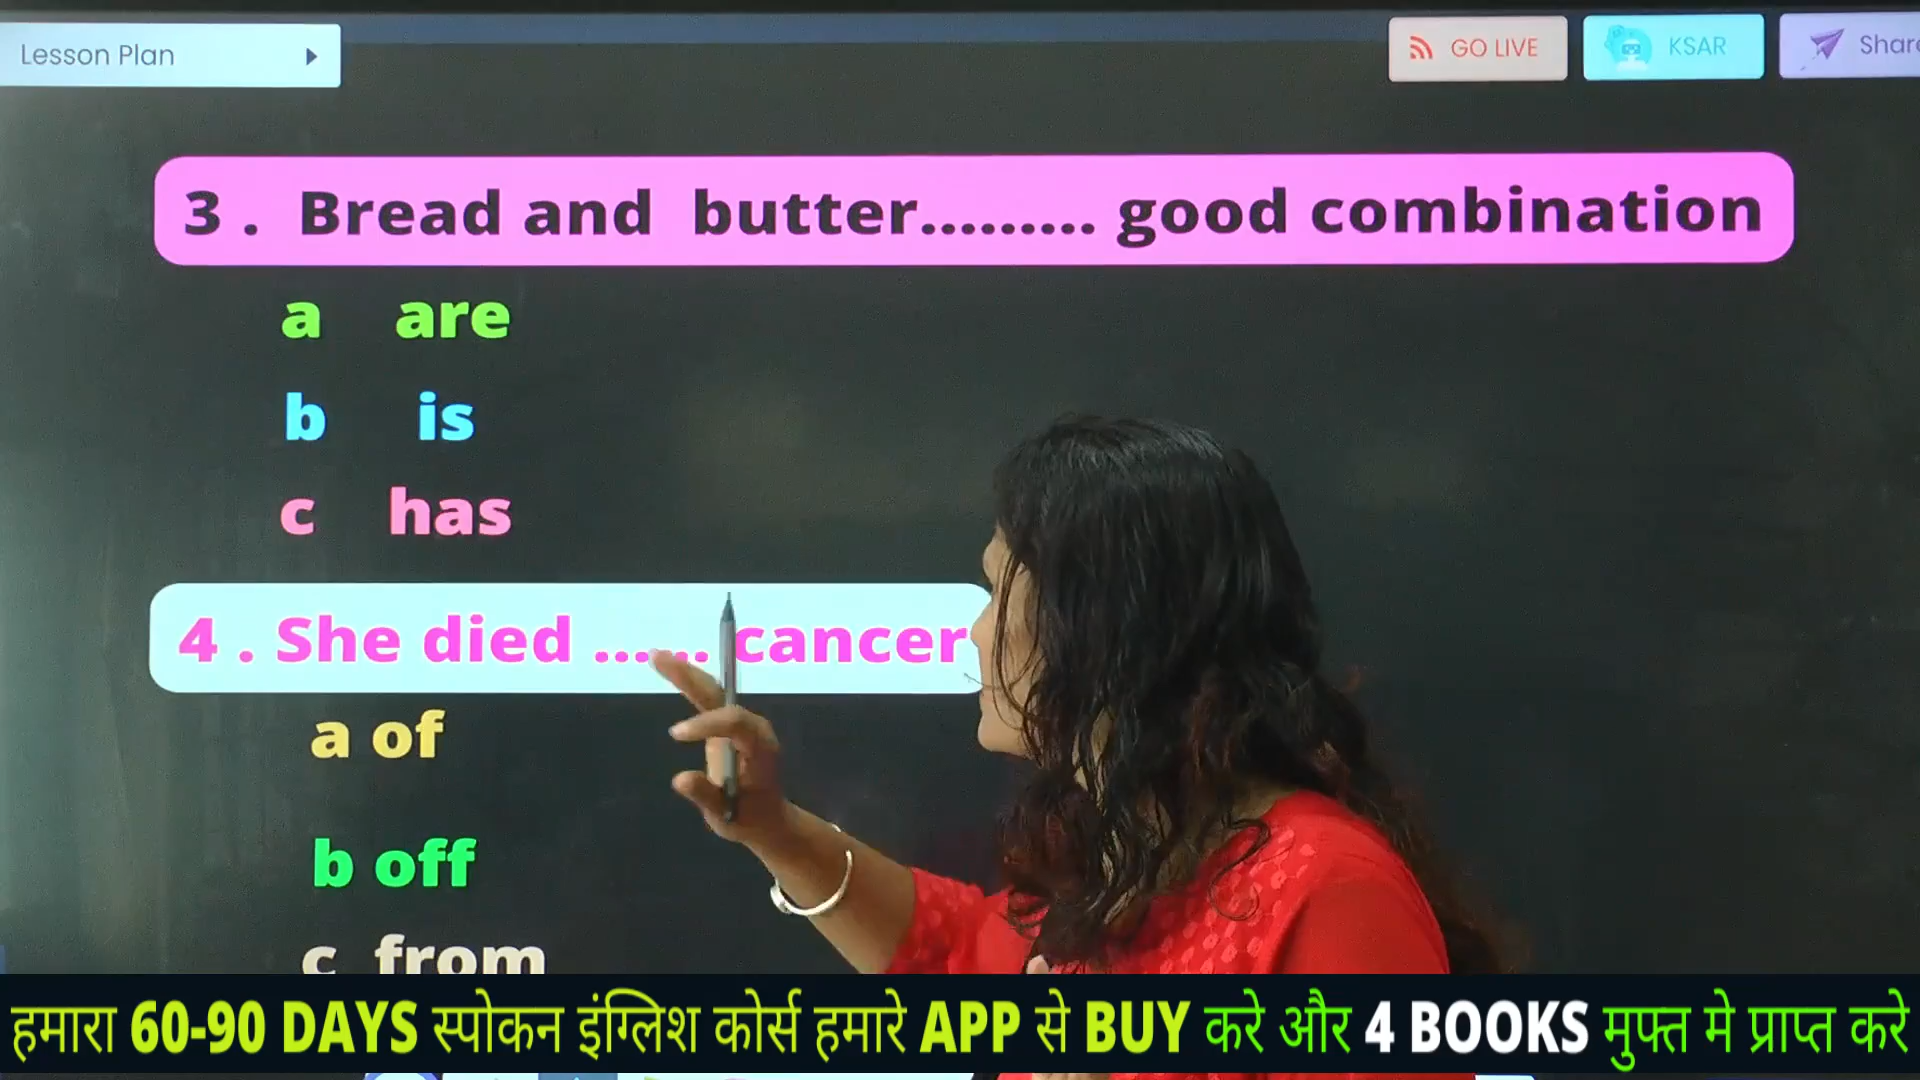 Lesson Plan
GO LIVE
KSAR
Share
3 . Bread and butter......... good combination
a are
b is
c has
4 . She died ...... cancer
a of
b off
c from
हमारा 60-90 DAYS स्पोकन इंग्लिश कोर्स हमारे APP से BUY करे और 4 BOOKS मुफ्त मे प्राप्त करे